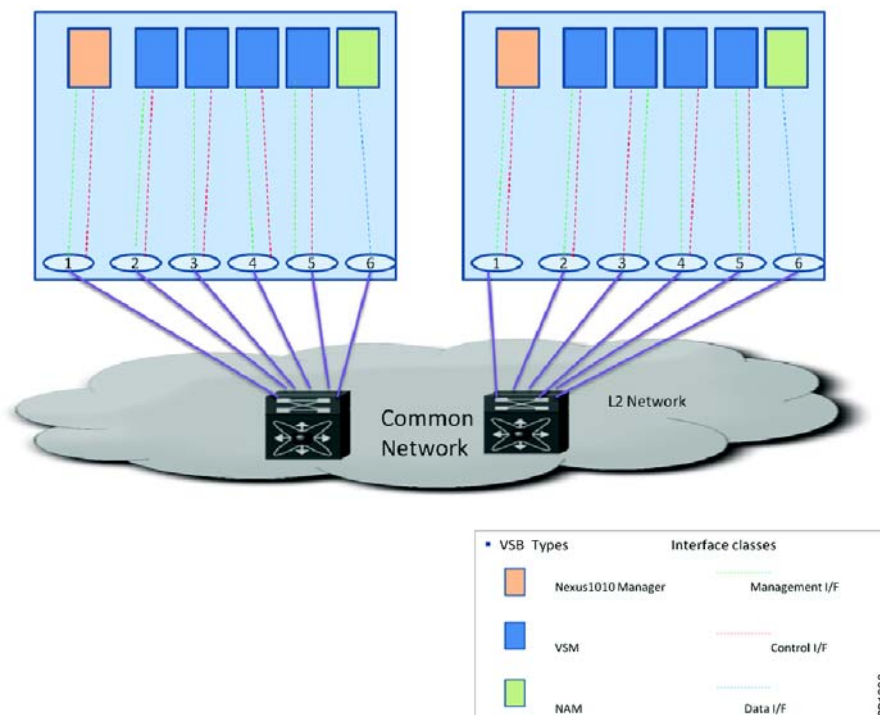 1 2 3 4 5 6
1 2 3 4 5 6
Common
Network
L2 Network
▪ VSB Types Interface classes
Nexus1010 Manager Management I/F
VSM Control I/F
NAM Data I/F